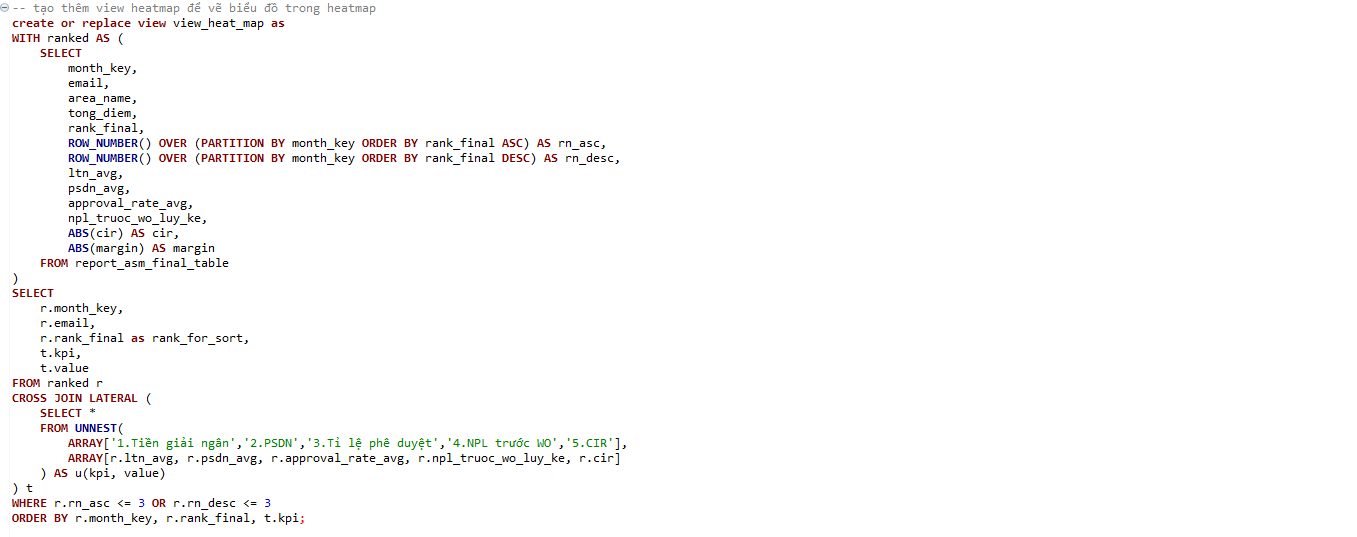 -- tạo thêm view heatmap để vẽ biểu đồ trong heatmap
create or replace view view_heat_map as
WITH ranked AS (
    SELECT
        month_key,
        email,
        area_name,
        tong_diem,
        rank_final,
        ROW_NUMBER() OVER (PARTITION BY month_key ORDER BY rank_final ASC) AS rn_asc,
        ROW_NUMBER() OVER (PARTITION BY month_key ORDER BY rank_final DESC) AS rn_desc,
        ltn_avg,
        psdn_avg,
        approval_rate_avg,
        npl_truoc_wo_luy_ke,
        ABS(cir) AS cir,
        ABS(margin) AS margin
    FROM report_asm_final_table
)
SELECT
    r.month_key,
    r.email,
    r.rank_final as rank_for_sort,
    t.kpi,
    t.value
FROM ranked r
CROSS JOIN LATERAL (
    SELECT *
    FROM UNNEST(
        ARRAY['1.Tiền giải ngân','2.PSDN','3.Tỉ lệ phê duyệt','4.NPL trước WO','5.CIR'],
        ARRAY[r.ltn_avg, r.psdn_avg, r.approval_rate_avg, r.npl_truoc_wo_luy_ke, r.cir]
    ) AS u(kpi, value)
) t
WHERE r.rn_asc <= 3 OR r.rn_desc <= 3
ORDER BY r.month_key, r.rank_final, t.kpi;